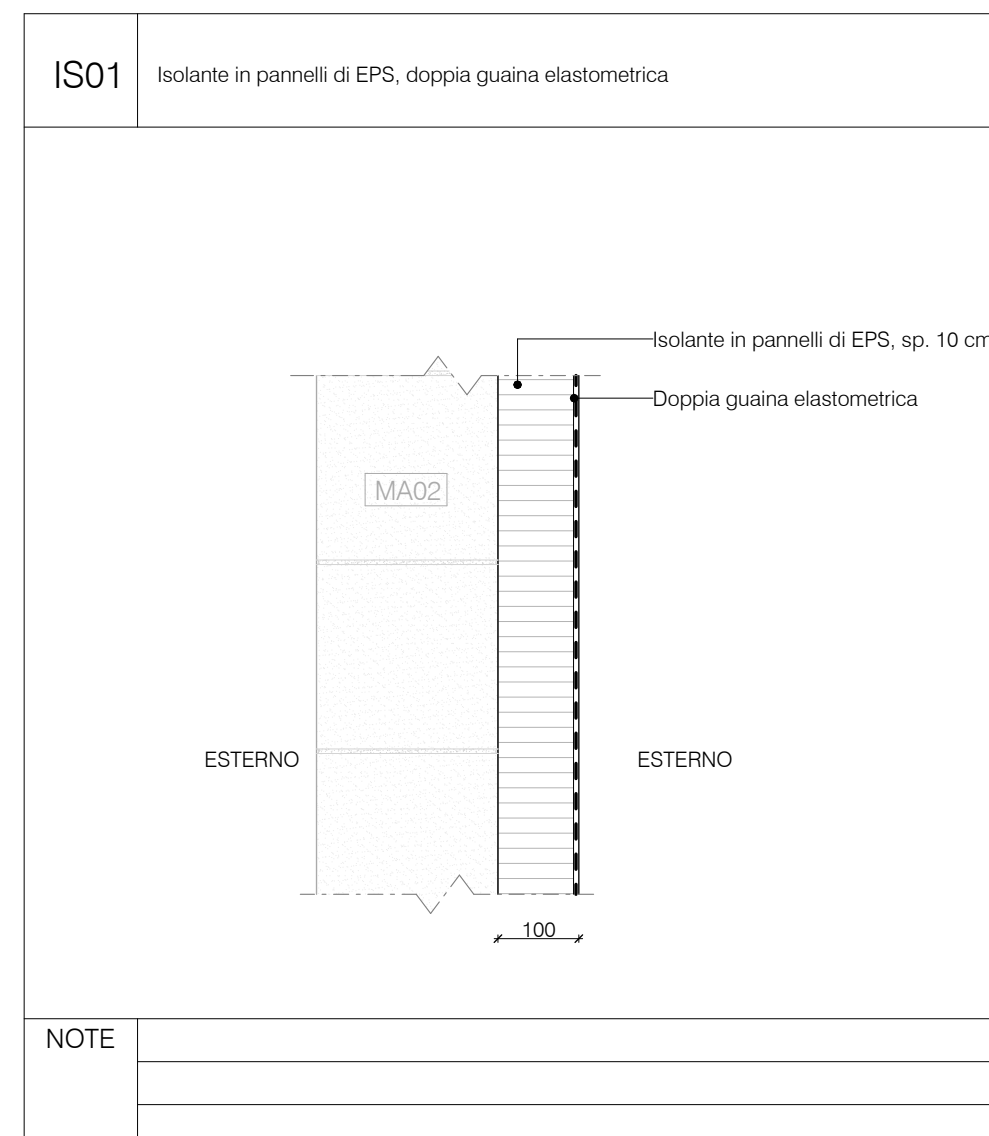 IS01
Isolante in pannelli di EPS, doppia guaina elastometrica
Isolante in pannelli di EPS, sp. 10 cm
Doppia guaina elastometrica
MA02
ESTERNO
ESTERNO
100
NOTE